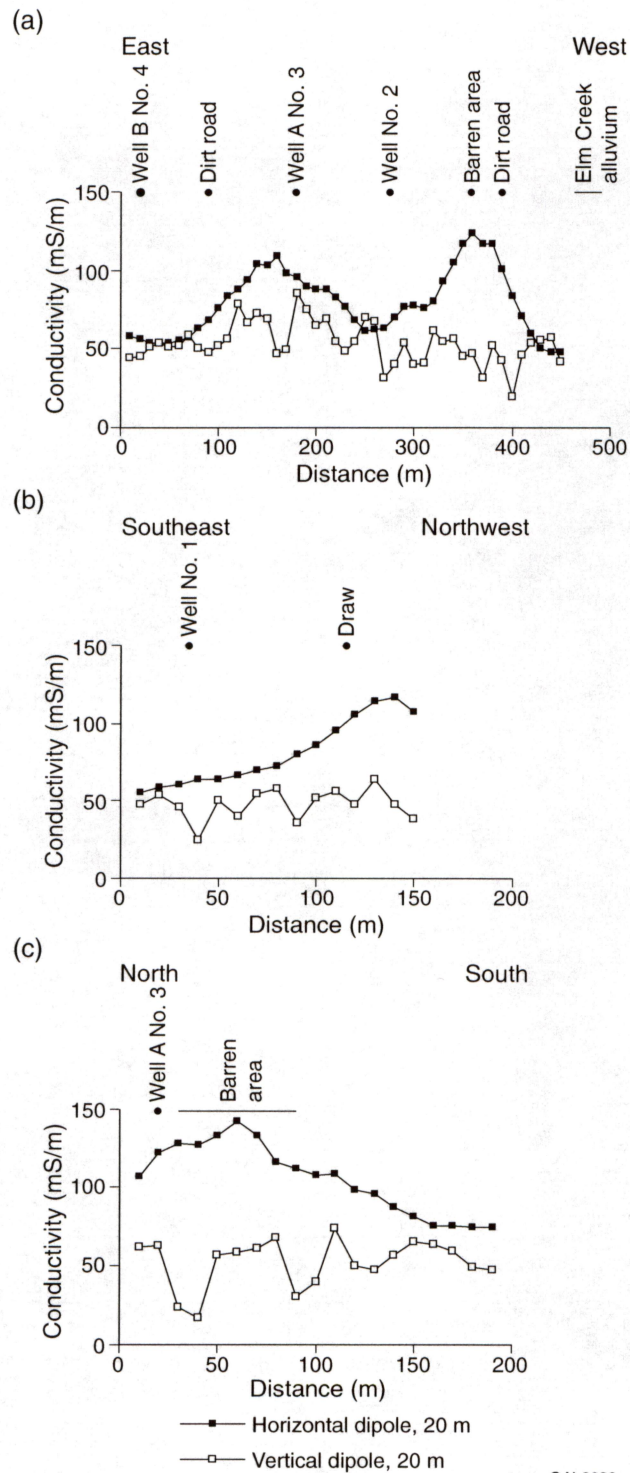 (a)
East
West
Well B No. 4
Dirt road
Well A No. 3
Well No. 2
Barren area
Dirt road
Elm Creek
alluvium
150
100
50
0
Conductivity (mS/m)
0 100 200 300 400 500
Distance (m)
(b)
Southeast
Northwest
Well No. 1
Draw
150
100
50
0
Conductivity (mS/m)
0 50 100 150 200
Distance (m)
(c)
North
South
Well A No. 3
Barren
area
150
100
50
0
Conductivity (mS/m)
0 50 100 150 200
Distance (m)
Horizontal dipole, 20 m
Vertical dipole, 20 m